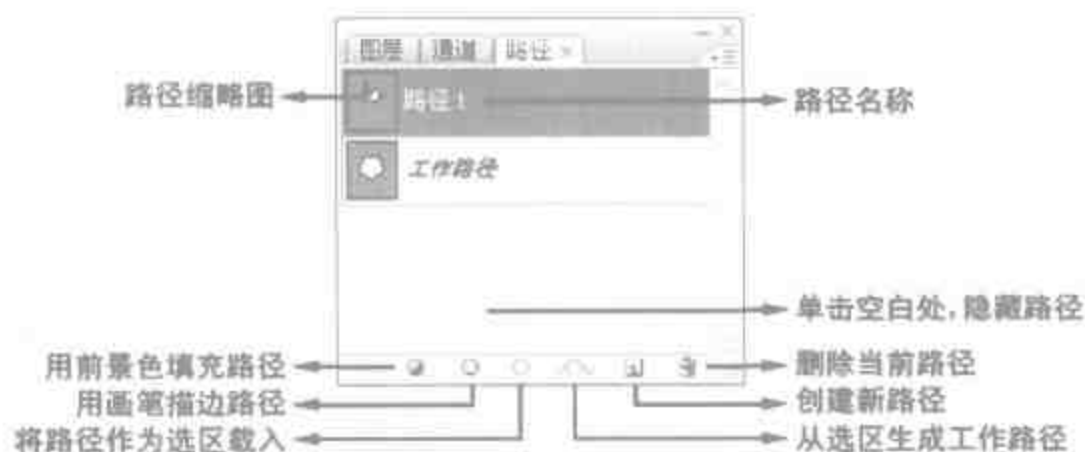 图层 通道 路径 ×
路径缩略图
路径1
路径名称
工作路径
单击空白处，隐藏路径
用前景色填充路径
删除当前路径
用画笔描边路径
创建新路径
将路径作为选区载入
从选区生成工作路径